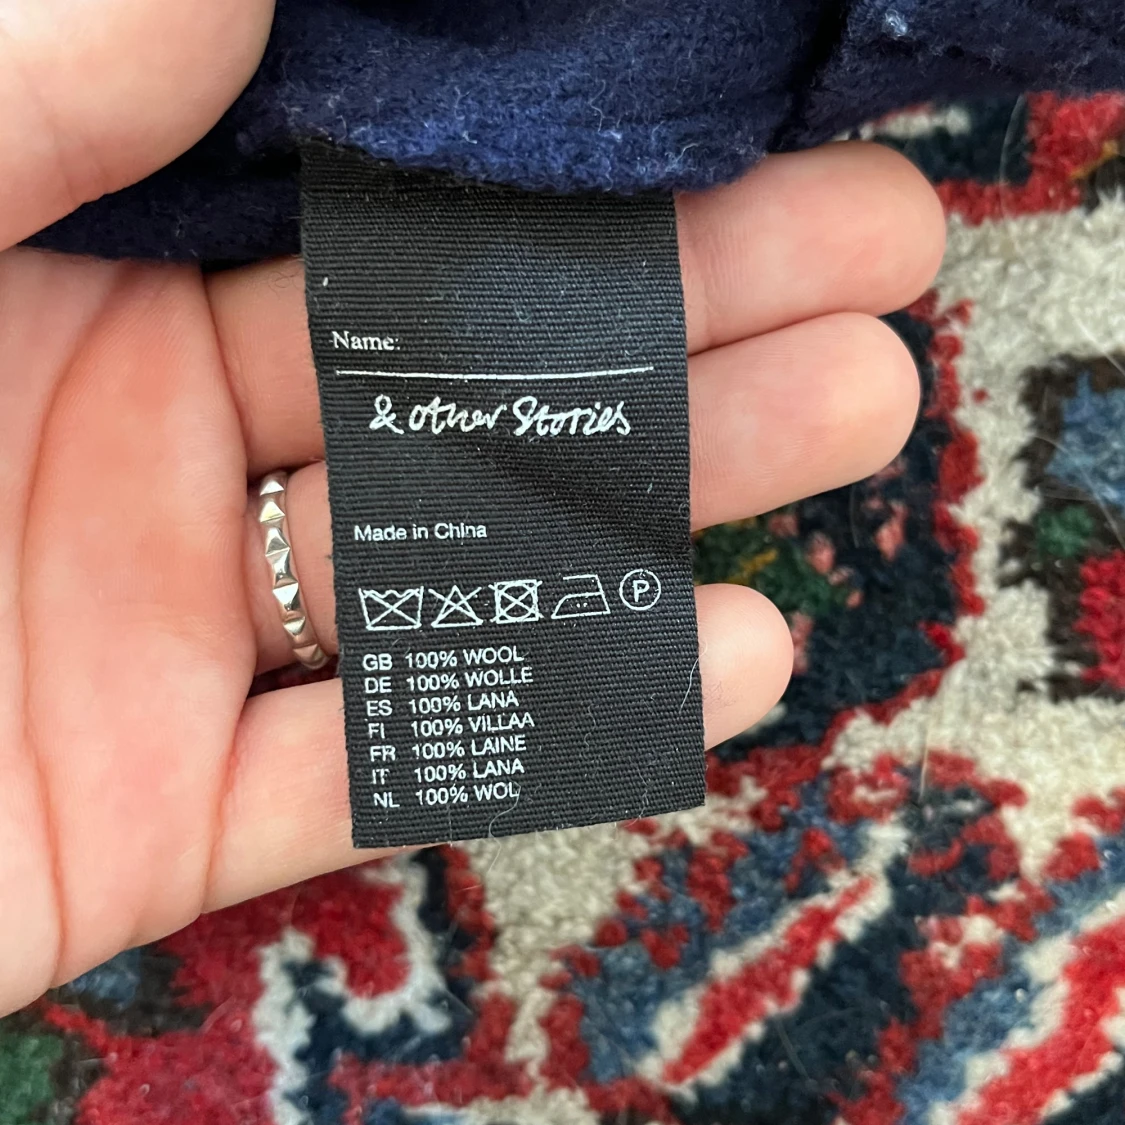 Name:
& other Stories
Made in China
P
GB 100% WOOL
DE 100% WOLLE
ES 100% LANA
FI 100% VILLAA
FR 100% LAINE
IT 100% LANA
NL 100% WOL